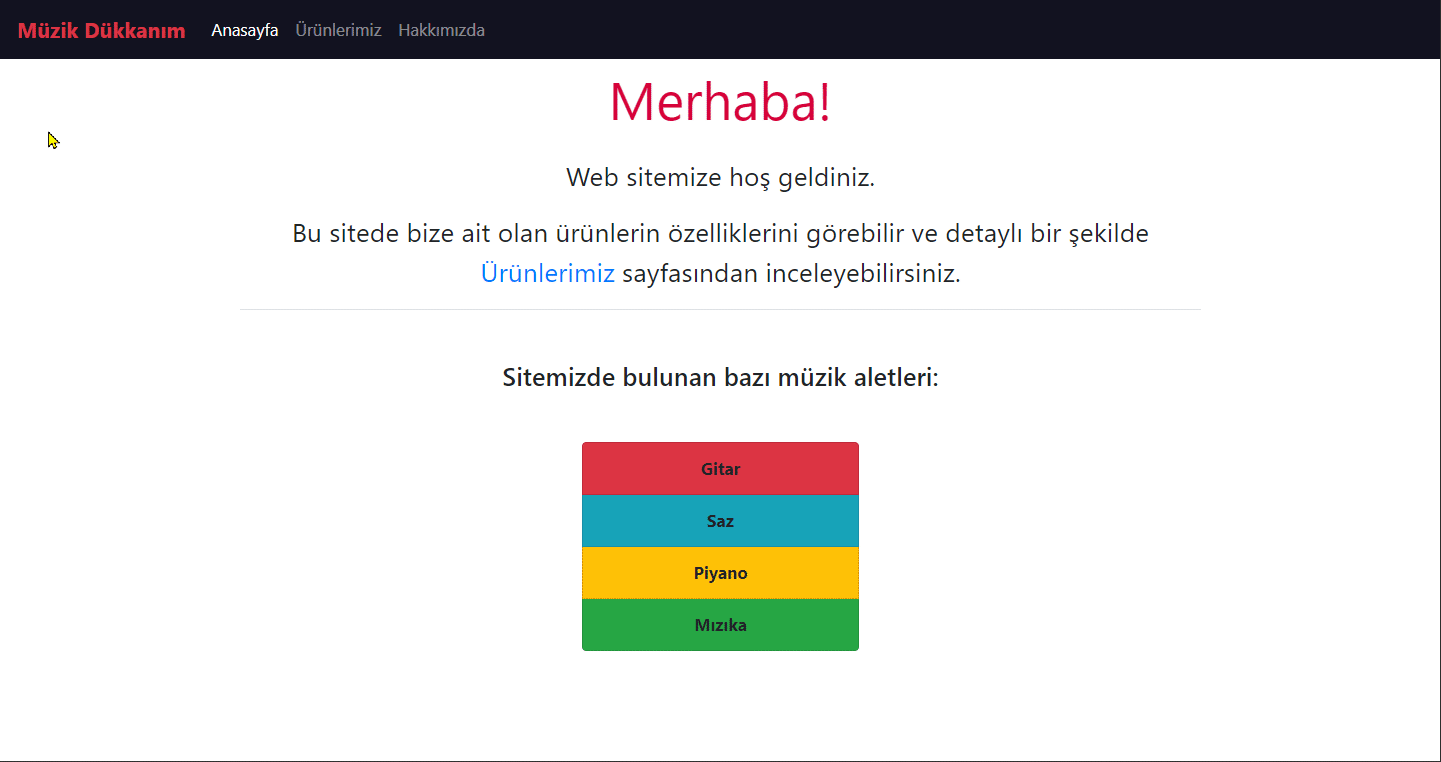 Müzik Dükkanım Anasayfa Ürünlerimiz Hakkımızda
Merhaba!
Web sitemize hoş geldiniz.
Bu sitede bize ait olan ürünlerin özelliklerini görebilir ve detaylı bir şekilde
Ürünlerimiz sayfasından inceleyebilirsiniz.
Sitemizde bulunan bazı müzik aletleri:
Gitar
Saz
Piyano
Mızıka